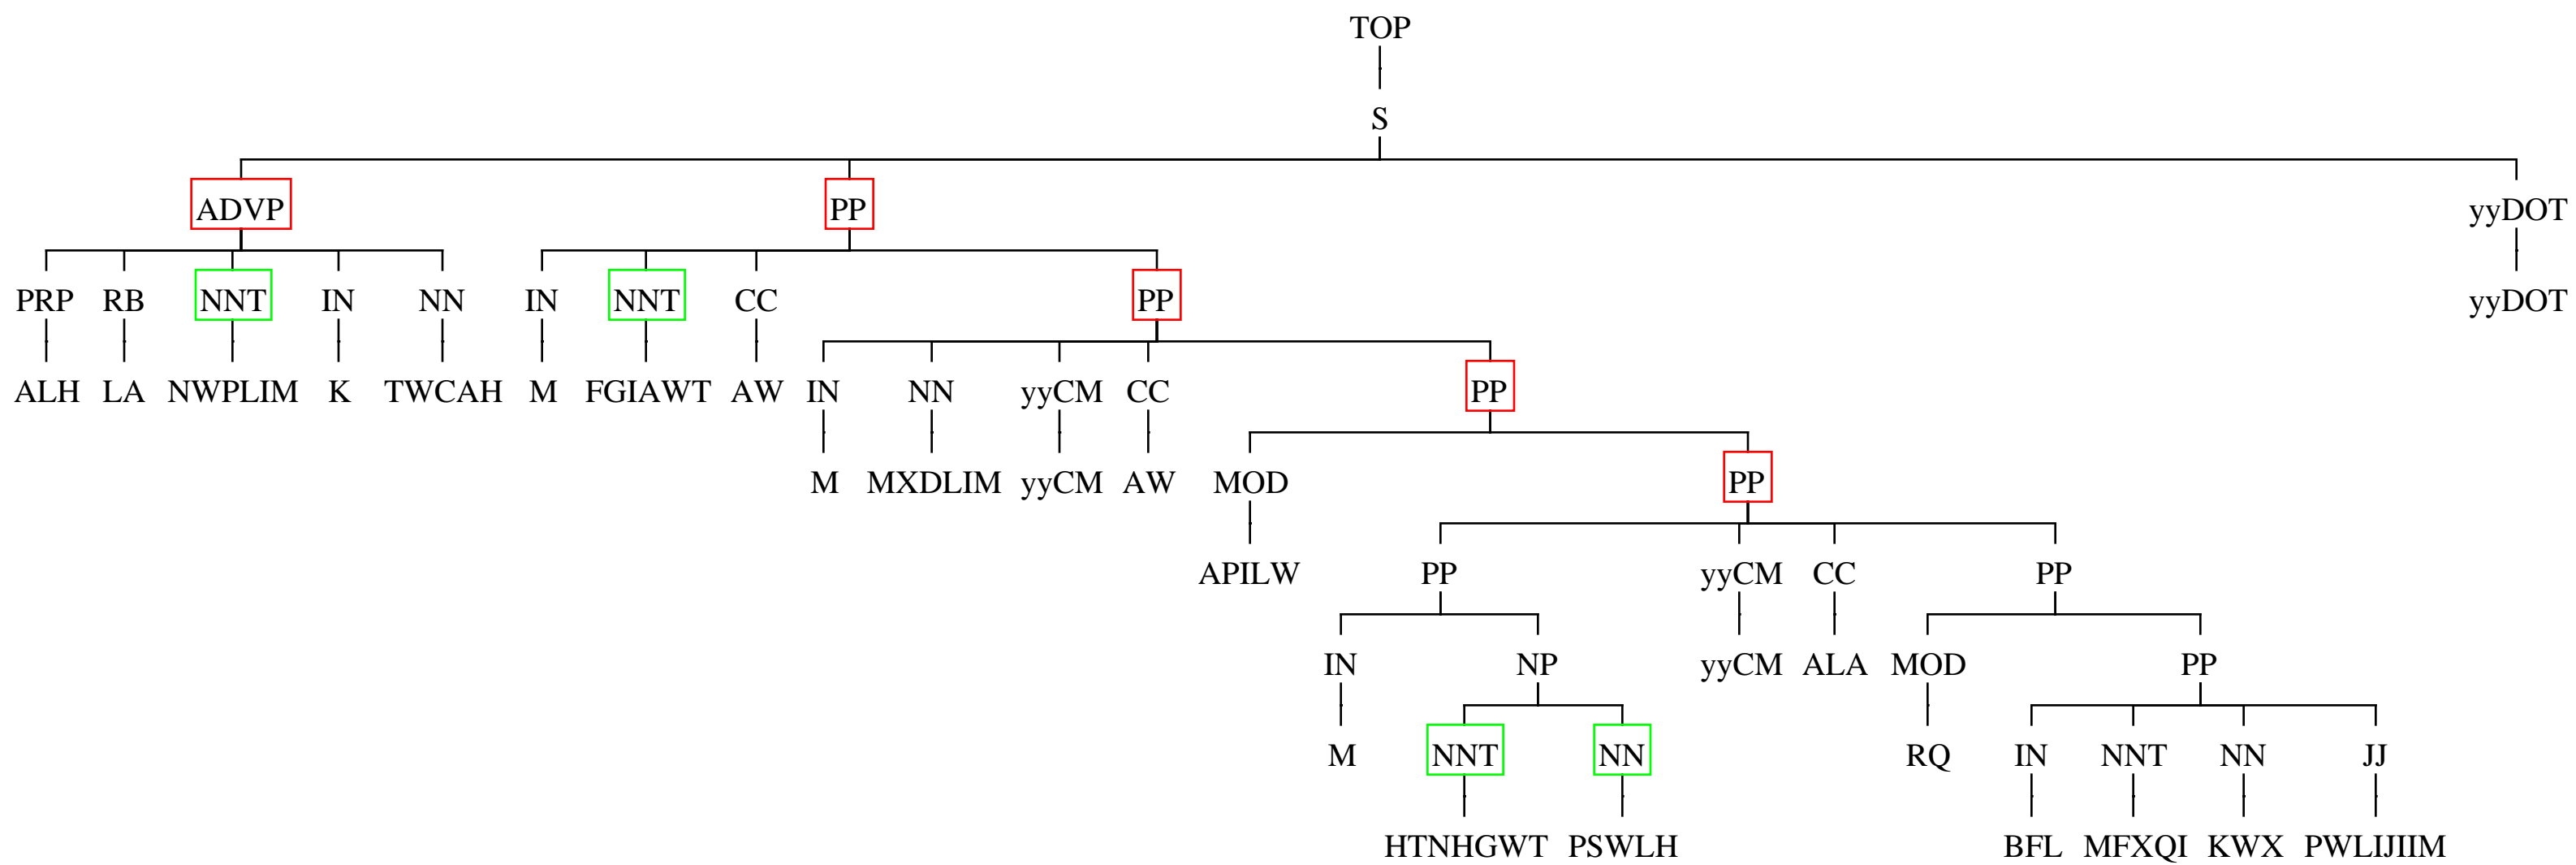 TOP
S
ADVP PP yyDOT
PRP RB NNT IN NN IN NNT CC PP yyDOT
ALH LA NWPLIM K TWCAH M FGIAWT AW IN NN yyCM CC PP
M MXDLIM yyCM AW MOD PP
APILW PP yyCM CC PP
IN NP yyCM ALA MOD PP
M NNT NN RQ IN NNT NN JJ
HTNHGWT PSWLH BFL MFXQI KWX PWLIJIIM